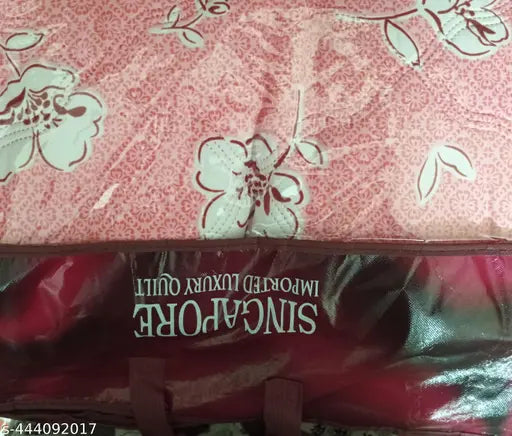 SINGAPORE
IMPORTED LUXURY QUILT
s-444092017